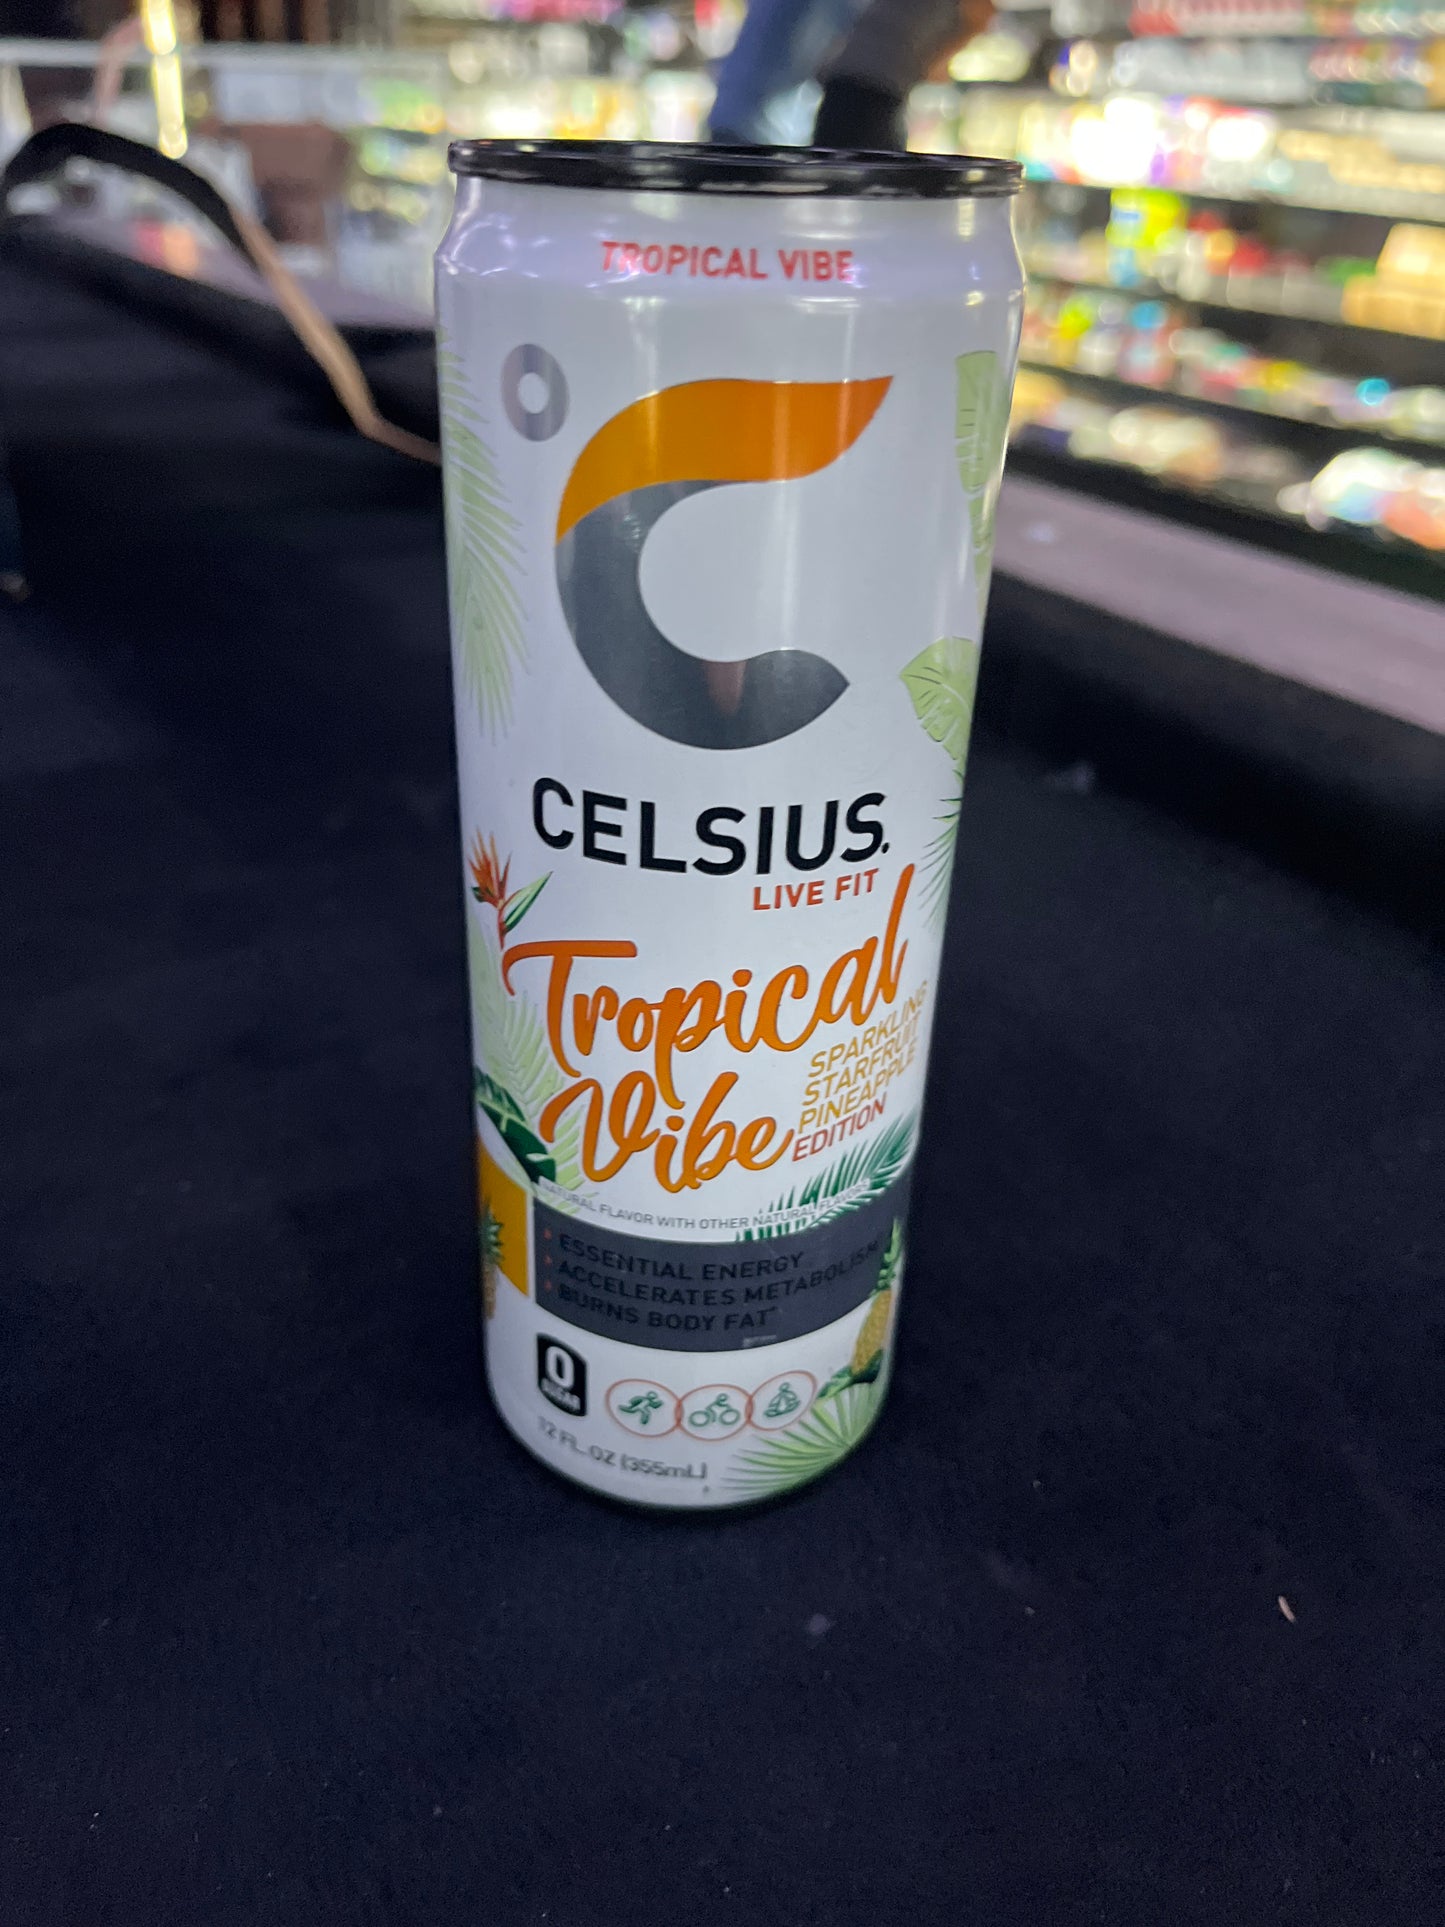 TROPICAL VIBE
CELSIUS.
LIVE FIT
Tropical
Vibe
SPARKLING
STARFRUIT
PINEAPPLE
EDITION
NATURAL FLAVOR WITH OTHER NATURAL FLAVORS
ESSENTIAL ENERGY
ACCELERATES METABOLISM
BURNS BODY FAT*
0
SUGAR
12 FL. OZ (355mL)